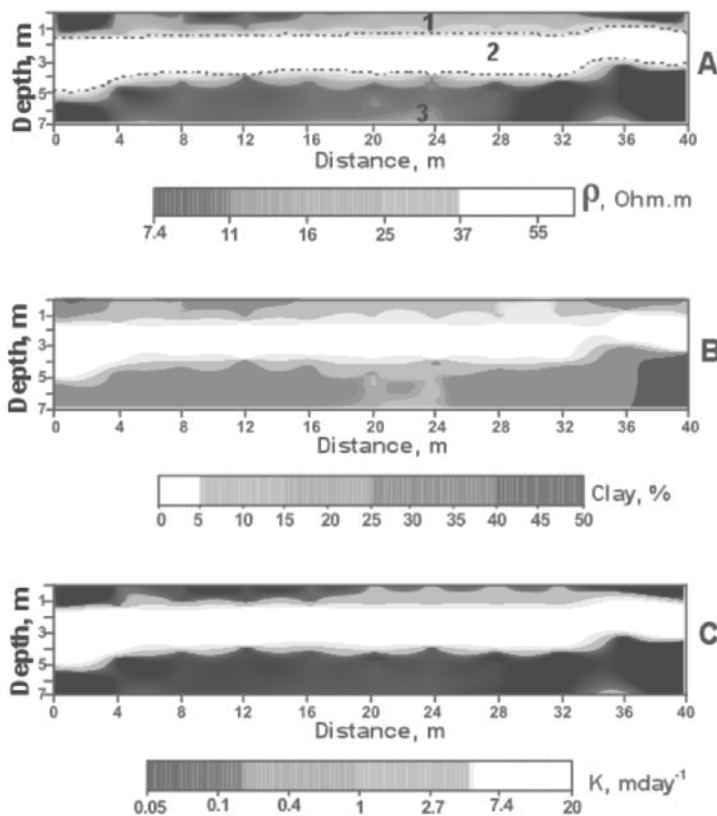 1
2
3
A
Depth, m
1
3
5
7
0 4 8 12 16 20 24 28 32 36 40
Distance, m
7.4 11 16 25 37 55
ρ, Ohm.m
B
Depth, m
1
3
5
7
0 4 8 12 16 20 24 28 32 36 40
Distance, m
0 5 10 15 20 25 30 35 40 45 50
Clay, %
C
Depth, m
1
3
5
7
0 4 8 12 16 20 24 28 32 36 40
Distance, m
0.05 0.1 0.4 1 2.7 7.4 20
K, mday⁻¹